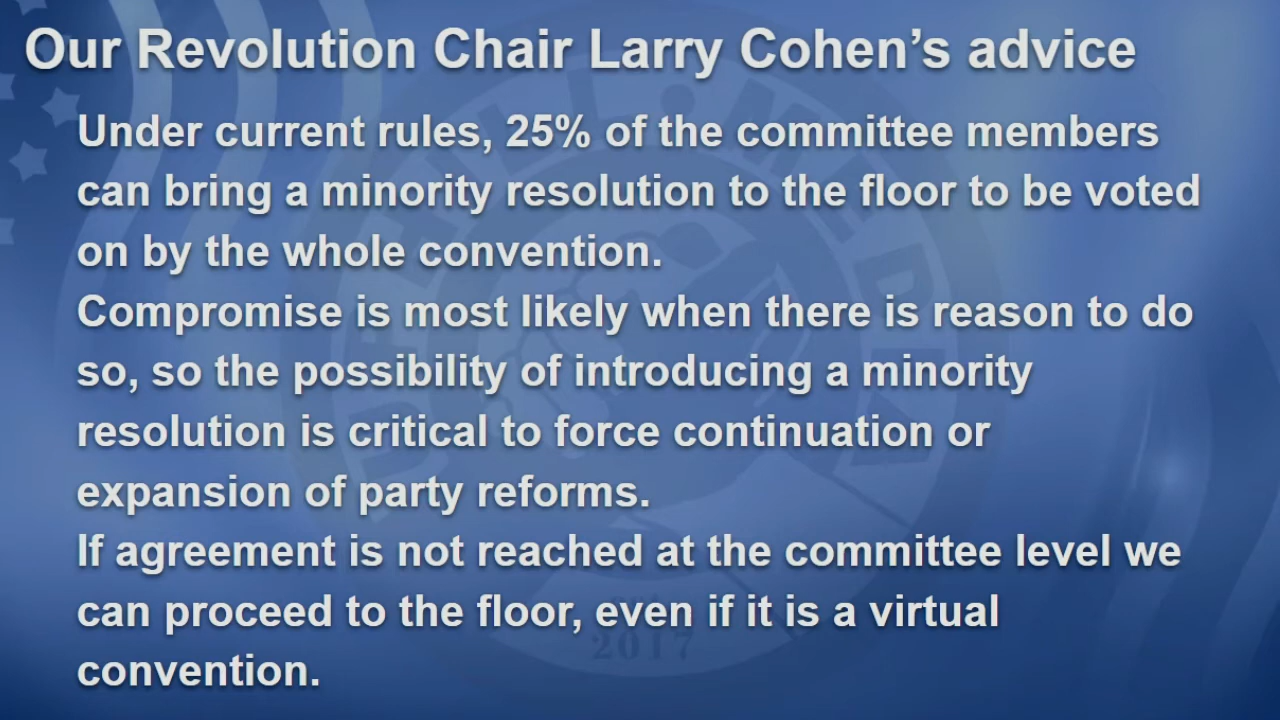 Our Revolution Chair Larry Cohen’s advice
Under current rules, 25% of the committee members
can bring a minority resolution to the floor to be voted
on by the whole convention.
Compromise is most likely when there is reason to do
so, so the possibility of introducing a minority
resolution is critical to force continuation or
expansion of party reforms.
If agreement is not reached at the committee level we
can proceed to the floor, even if it is a virtual
convention.
2017